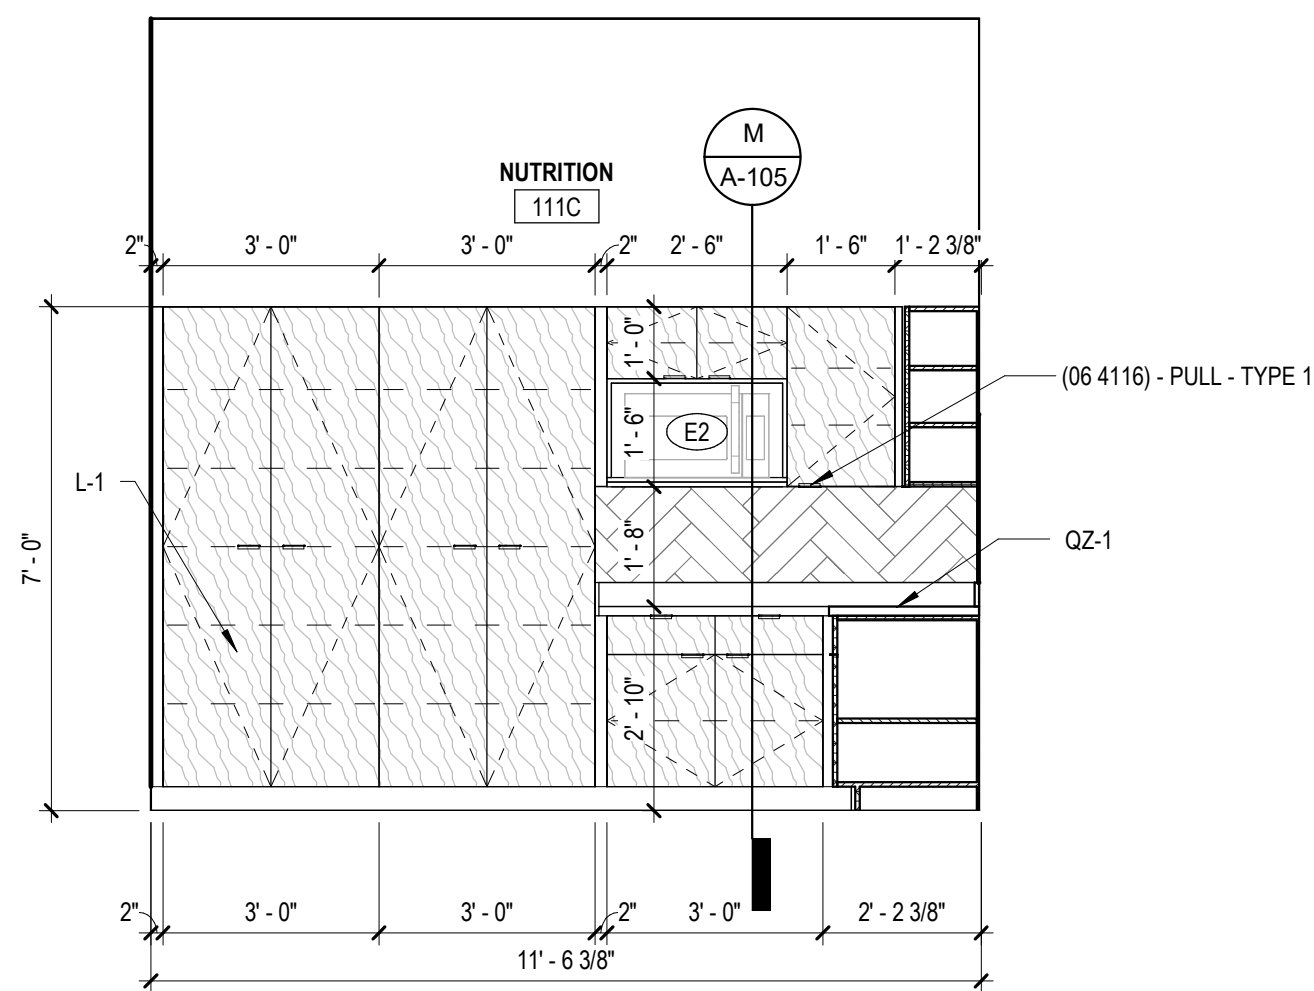 M
A-105
NUTRITION
111C
2" 3' - 0" 3' - 0" 2" 2' - 6" 1' - 6" 1' - 2 3/8"
1' - 0"
(06 4116) - PULL - TYPE 1
1' - 6"
E2
L-1
7' - 0"
1' - 8"
QZ-1
2' - 10"
2" 3' - 0" 3' - 0" 2" 3' - 0" 2' - 2 3/8"
11' - 6 3/8"